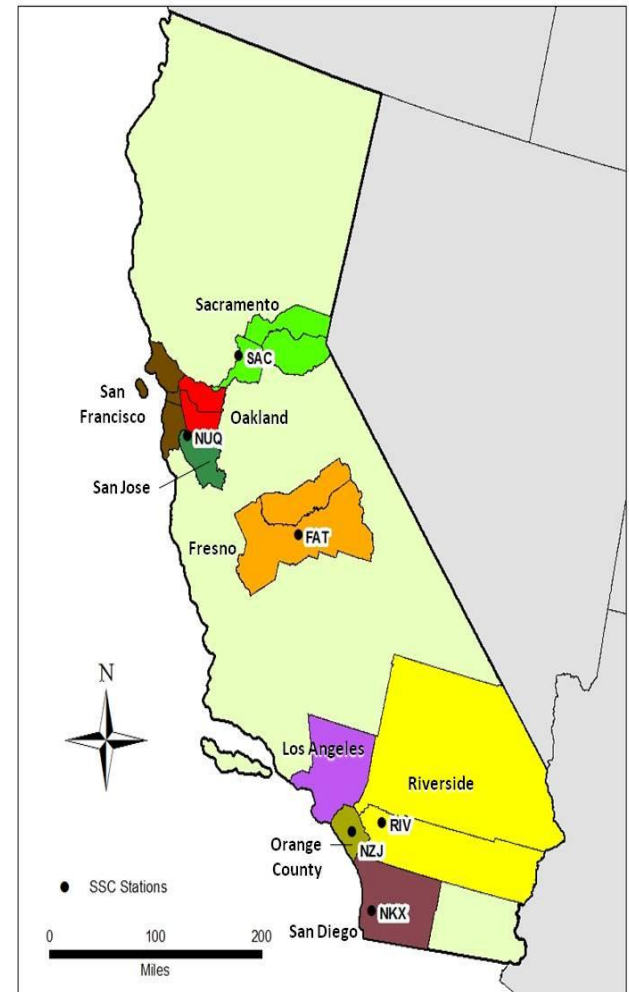 Sacramento
SAC
San
Francisco
Oakland
NUQ
San Jose
Fresno
FAT
N
Los Angeles
Riverside
RIV
NZJ
Orange
County
SSC Stations
NKX
San Diego
0 100 200
Miles